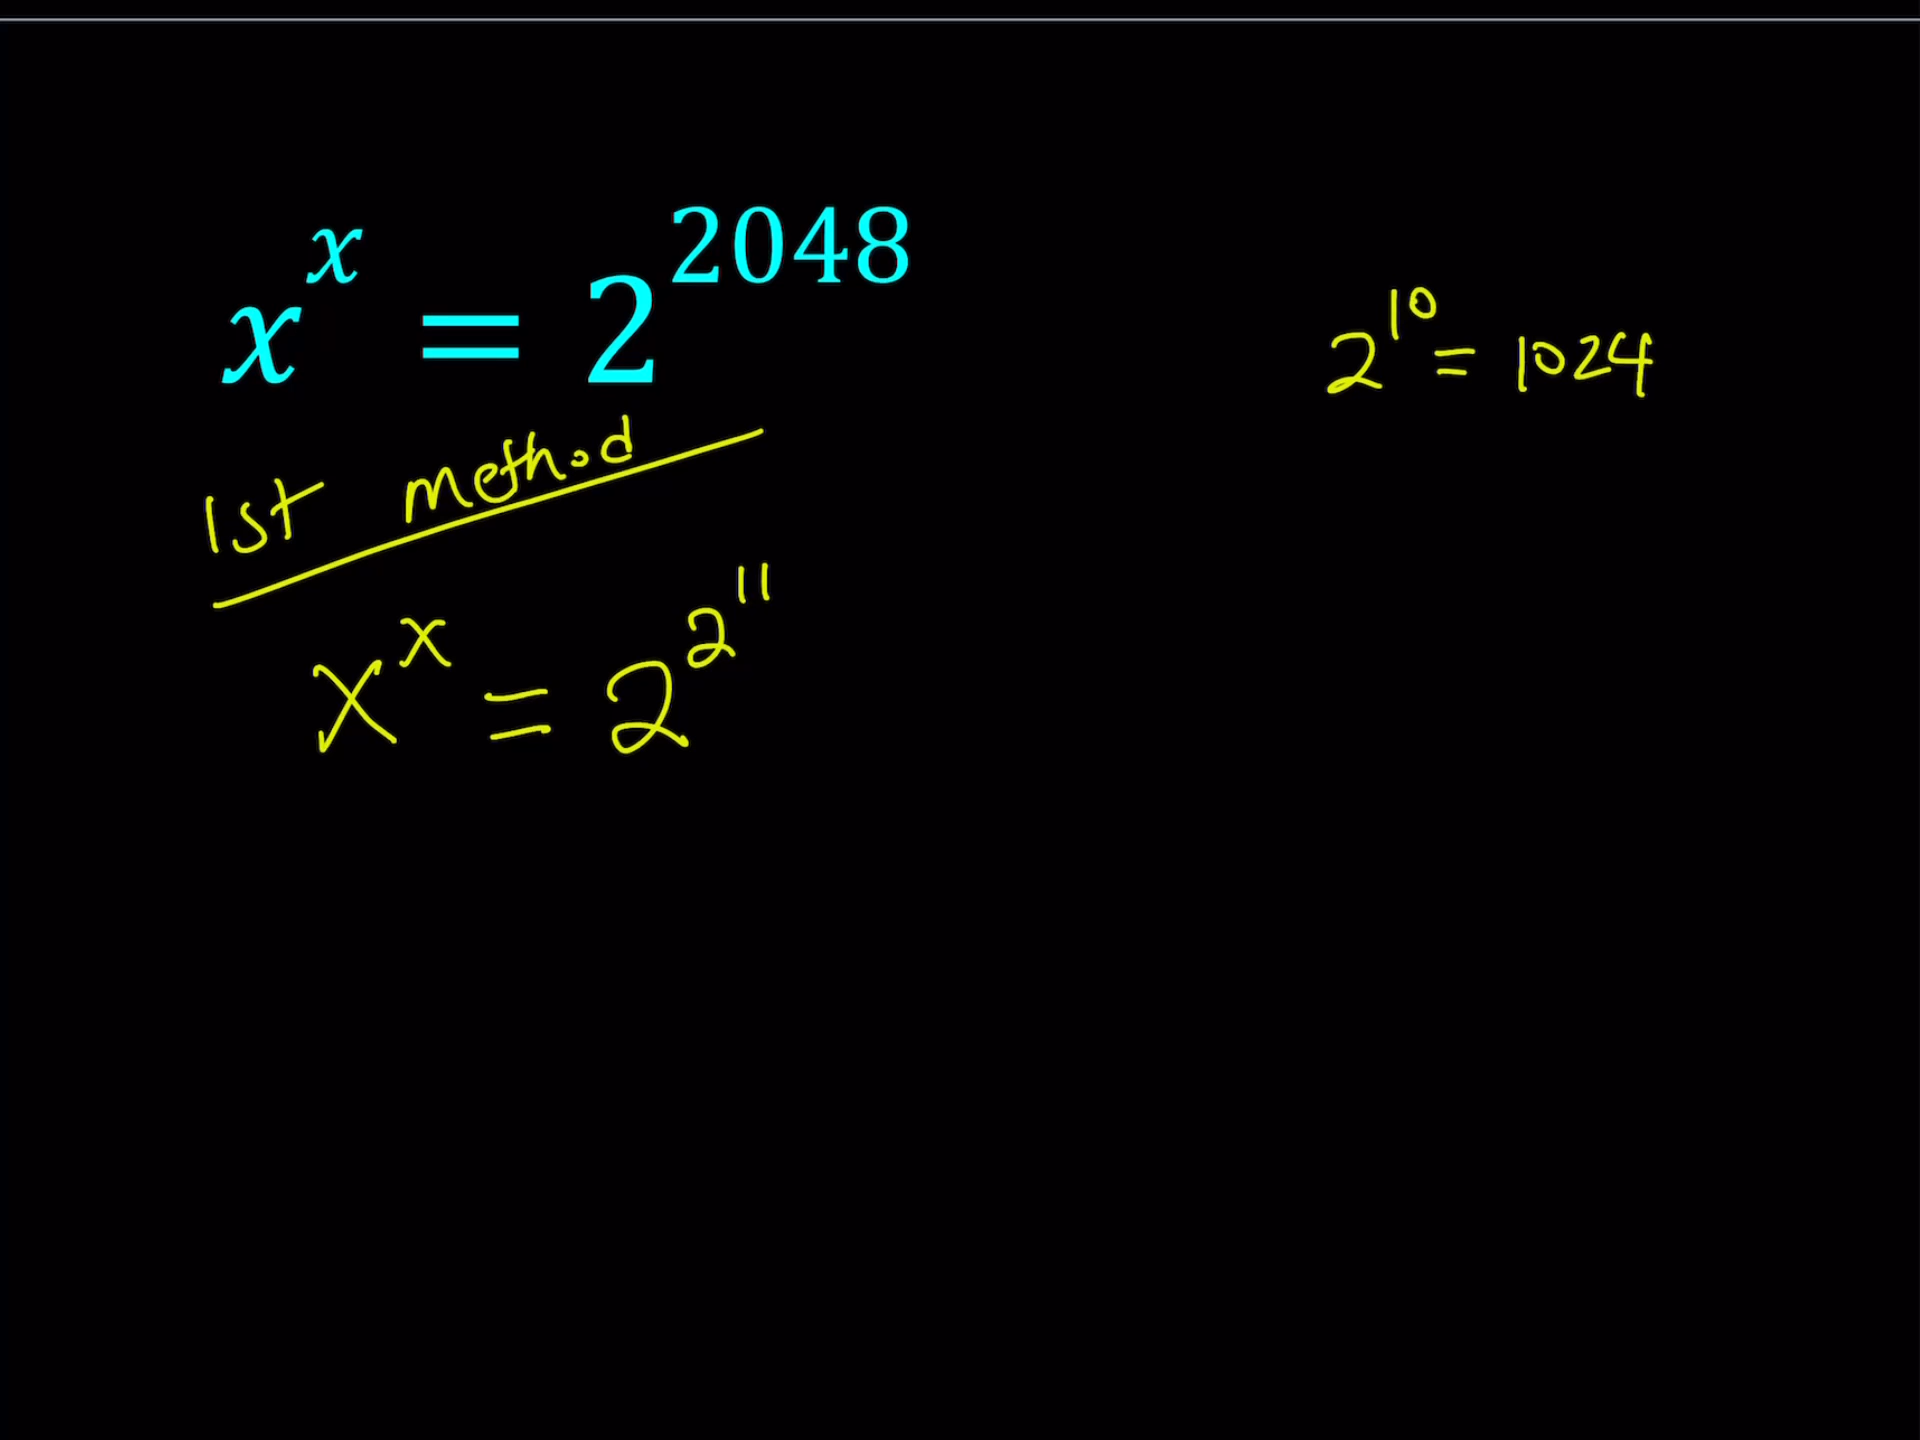 x^x = 2^2048
2^10 = 1024
1st method
x^x = 2^2^11